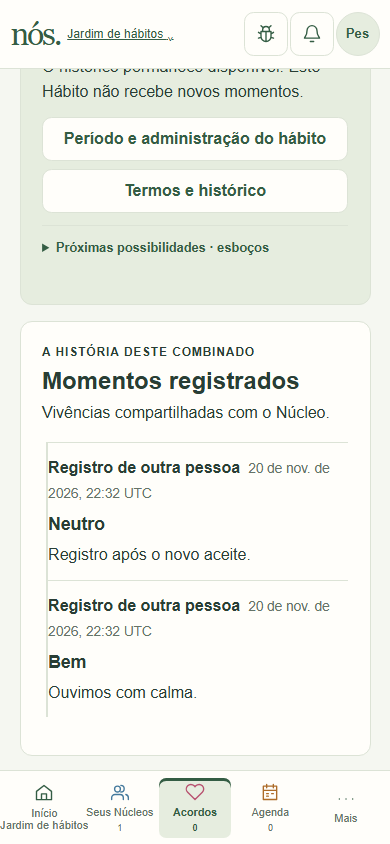 nós. Jardim de hábitos
Pes
O histórico permanece disponível. Este
Hábito não recebe novos momentos.
Período e administração do hábito
Termos e histórico
Próximas possibilidades · esboços
A HISTÓRIA DESTE COMBINADO
Momentos registrados
Vivências compartilhadas com o Núcleo.
Registro de outra pessoa 20 de nov. de
2026, 22:32 UTC
Neutro
Registro após o novo aceite.
Registro de outra pessoa 20 de nov. de
2026, 22:32 UTC
Bem
Ouvimos com calma.
Início
Jardim de hábitos
Seus Núcleos
1
Acordos
0
Agenda
0
Mais